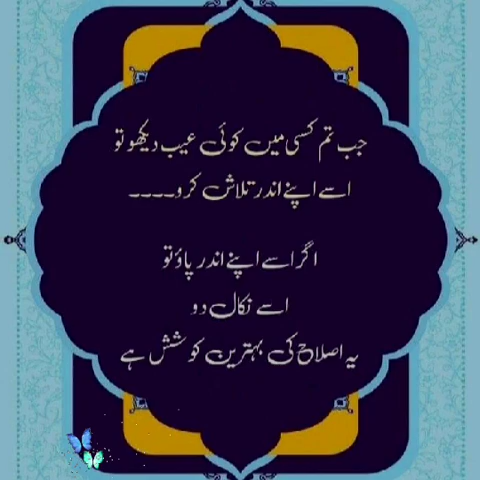 جب تم کسی میں کوئی عیب دیکھو تو
اسے اپنے اندر تلاش کرو۔۔۔۔
اگر اسے اپنے اندر پاؤ تو
اسے نکال دو
یہ اصلاح کی بہترین کوشش ہے